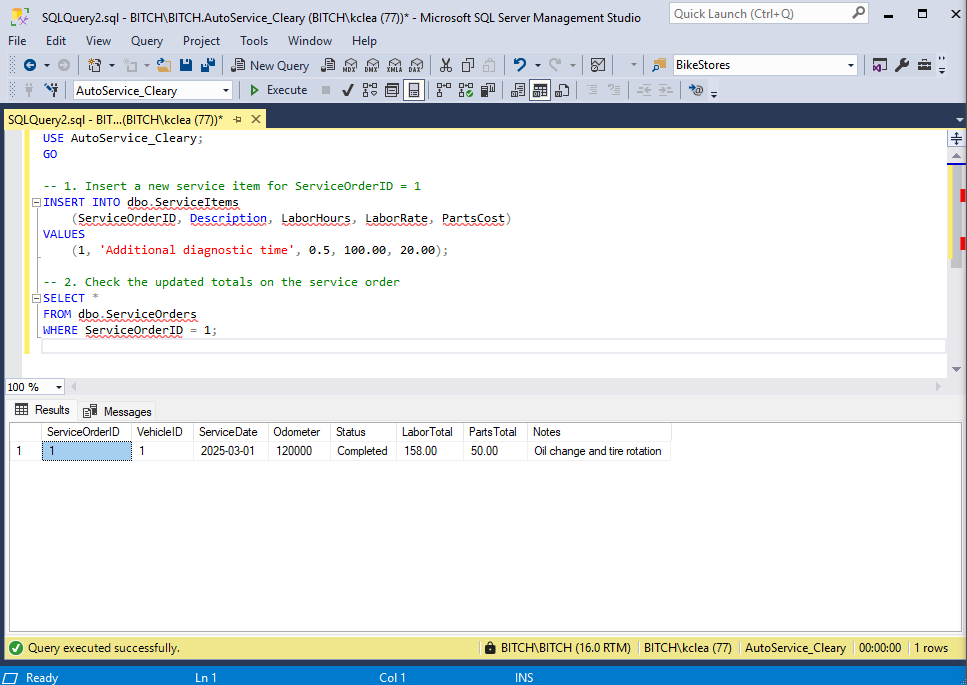 SQLQuery2.sql - BITCH\BITCH.AutoService_Cleary (BITCH\kclea (77))* - Microsoft SQL Server Management Studio
Quick Launch (Ctrl+Q)
File Edit View Query Project Tools Window Help
New Query MDX DMX XMLA DAX BikeStores
AutoService_Cleary Execute
SQLQuery2.sql - BIT...(BITCH\kclea (77))*
USE AutoService_Cleary;
GO
-- 1. Insert a new service item for ServiceOrderID = 1
INSERT INTO dbo.ServiceItems
(ServiceOrderID, Description, LaborHours, LaborRate, PartsCost)
VALUES
(1, 'Additional diagnostic time', 0.5, 100.00, 20.00);
-- 2. Check the updated totals on the service order
SELECT *
FROM dbo.ServiceOrders
WHERE ServiceOrderID = 1;
100 %
Results Messages
ServiceOrderID VehicleID ServiceDate Odometer Status LaborTotal PartsTotal Notes
1 1 1 2025-03-01 120000 Completed 158.00 50.00 Oil change and tire rotation
Query executed successfully. BITCH\BITCH (16.0 RTM) BITCH\kclea (77) AutoService_Cleary 00:00:00 1 rows
Ready Ln 1 Col 1 INS